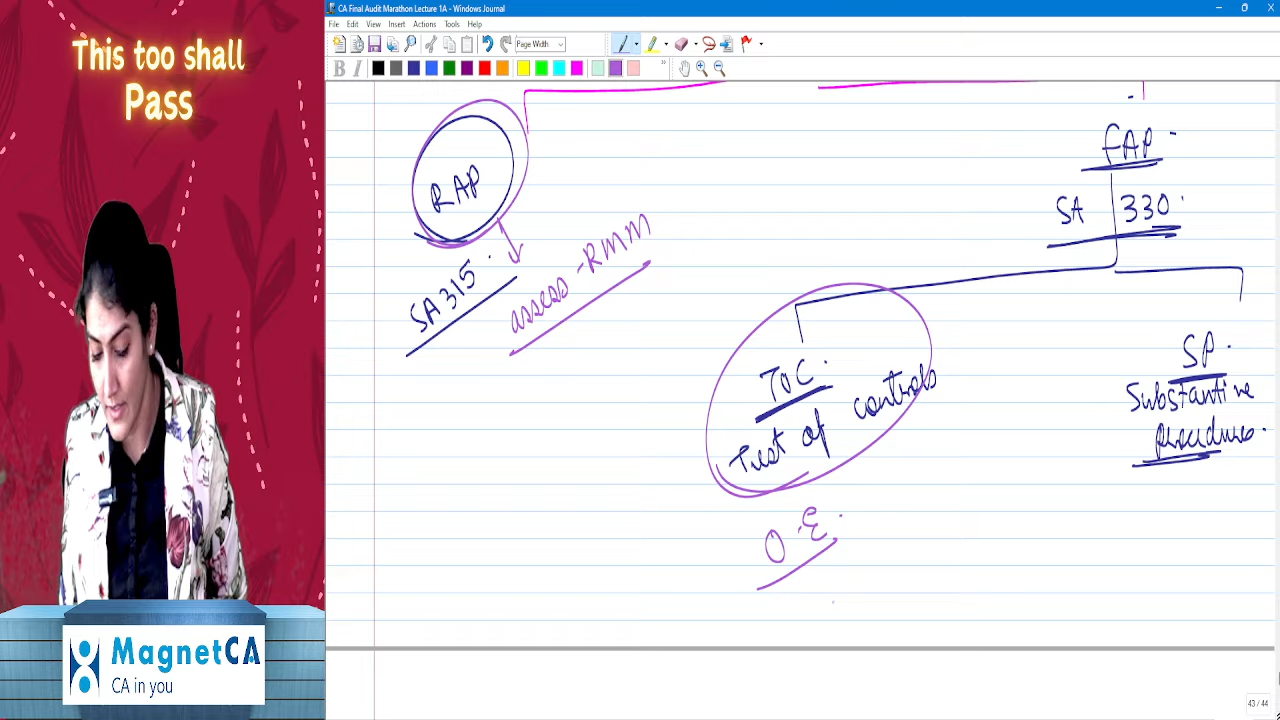 CA Final Audit Marathon Lecture 1A - Windows Journal
File Edit View Insert Actions Tools Help
Page Width
This too shall
Pass
RAP
SA 315
assess - RMM
FAP
SA 330
TOC
Test of controls
O.E.
SP
Substantive
Procedures
MagnetCA
CA in you
43 / 44